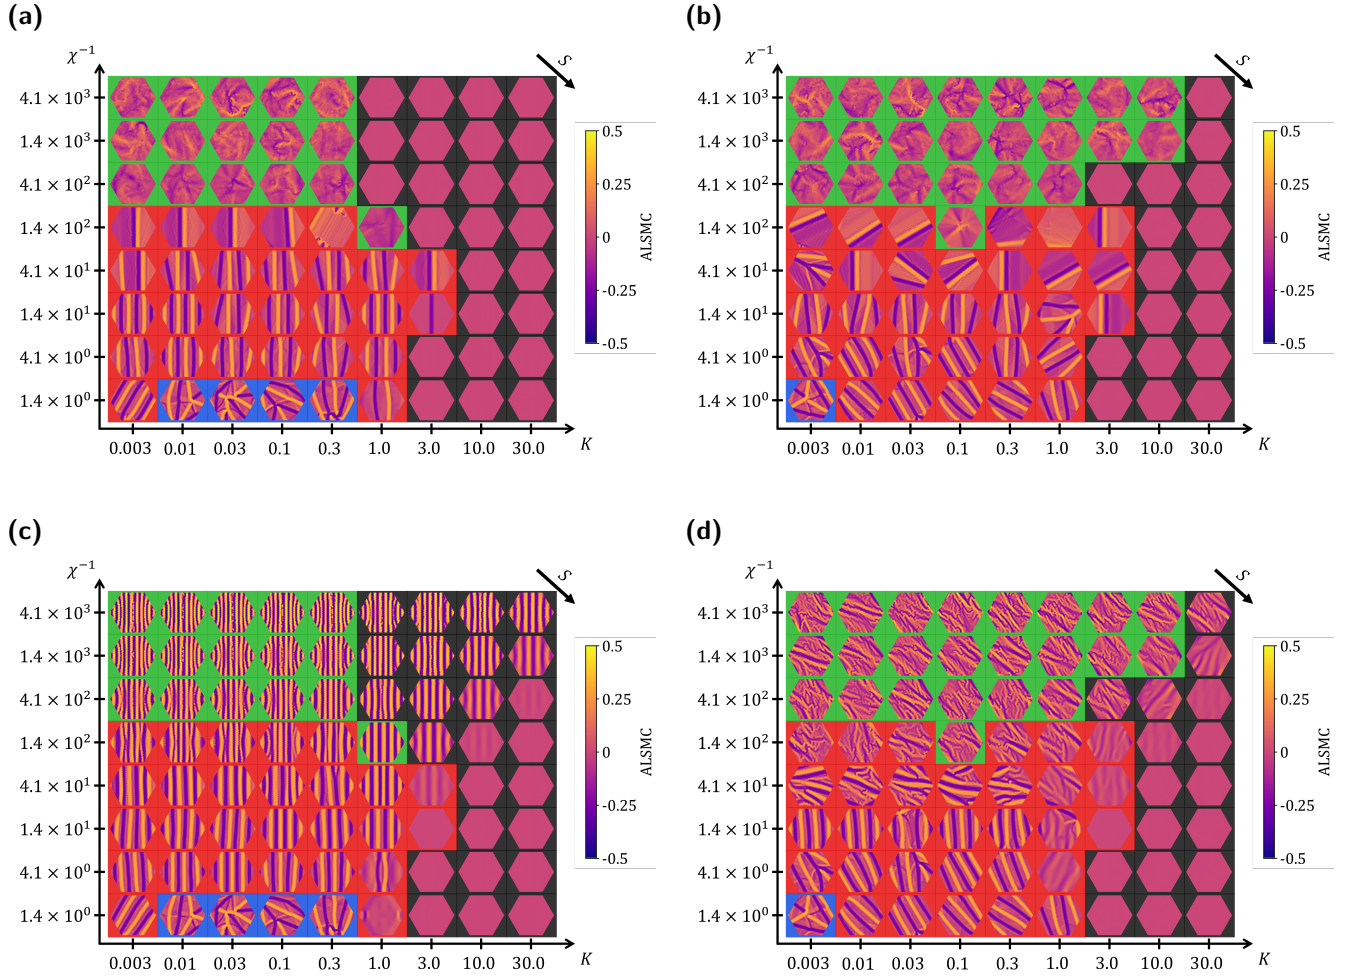 (a)
χ⁻¹
S
4.1 × 10³
1.4 × 10³
4.1 × 10²
1.4 × 10²
4.1 × 10¹
1.4 × 10¹
4.1 × 10⁰
1.4 × 10⁰
0.003 0.01 0.03 0.1 0.3 1.0 3.0 10.0 30.0
K
0.5
0.25
0
-0.25
-0.5
ALSMC
(b)
χ⁻¹
S
4.1 × 10³
1.4 × 10³
4.1 × 10²
1.4 × 10²
4.1 × 10¹
1.4 × 10¹
4.1 × 10⁰
1.4 × 10⁰
0.003 0.01 0.03 0.1 0.3 1.0 3.0 10.0 30.0
K
0.5
0.25
0
-0.25
-0.5
ALSMC
(c)
χ⁻¹
S
4.1 × 10³
1.4 × 10³
4.1 × 10²
1.4 × 10²
4.1 × 10¹
1.4 × 10¹
4.1 × 10⁰
1.4 × 10⁰
0.003 0.01 0.03 0.1 0.3 1.0 3.0 10.0 30.0
K
0.5
0.25
0
-0.25
-0.5
ALSMC
(d)
χ⁻¹
S
4.1 × 10³
1.4 × 10³
4.1 × 10²
1.4 × 10²
4.1 × 10¹
1.4 × 10¹
4.1 × 10⁰
1.4 × 10⁰
0.003 0.01 0.03 0.1 0.3 1.0 3.0 10.0 30.0
K
0.5
0.25
0
-0.25
-0.5
ALSMC